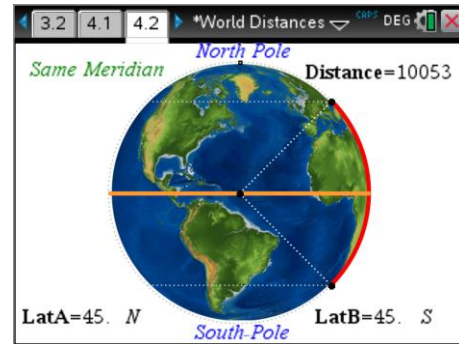 3.2 4.1 4.2 *World Distances CAPS DEG
North Pole
Same Meridian
Distance=10053
LatA=45. N
LatB=45. S
South-Pole